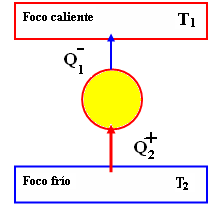 Foco caliente T₁
Q₁⁻
Q₂⁺
Foco frío T₂